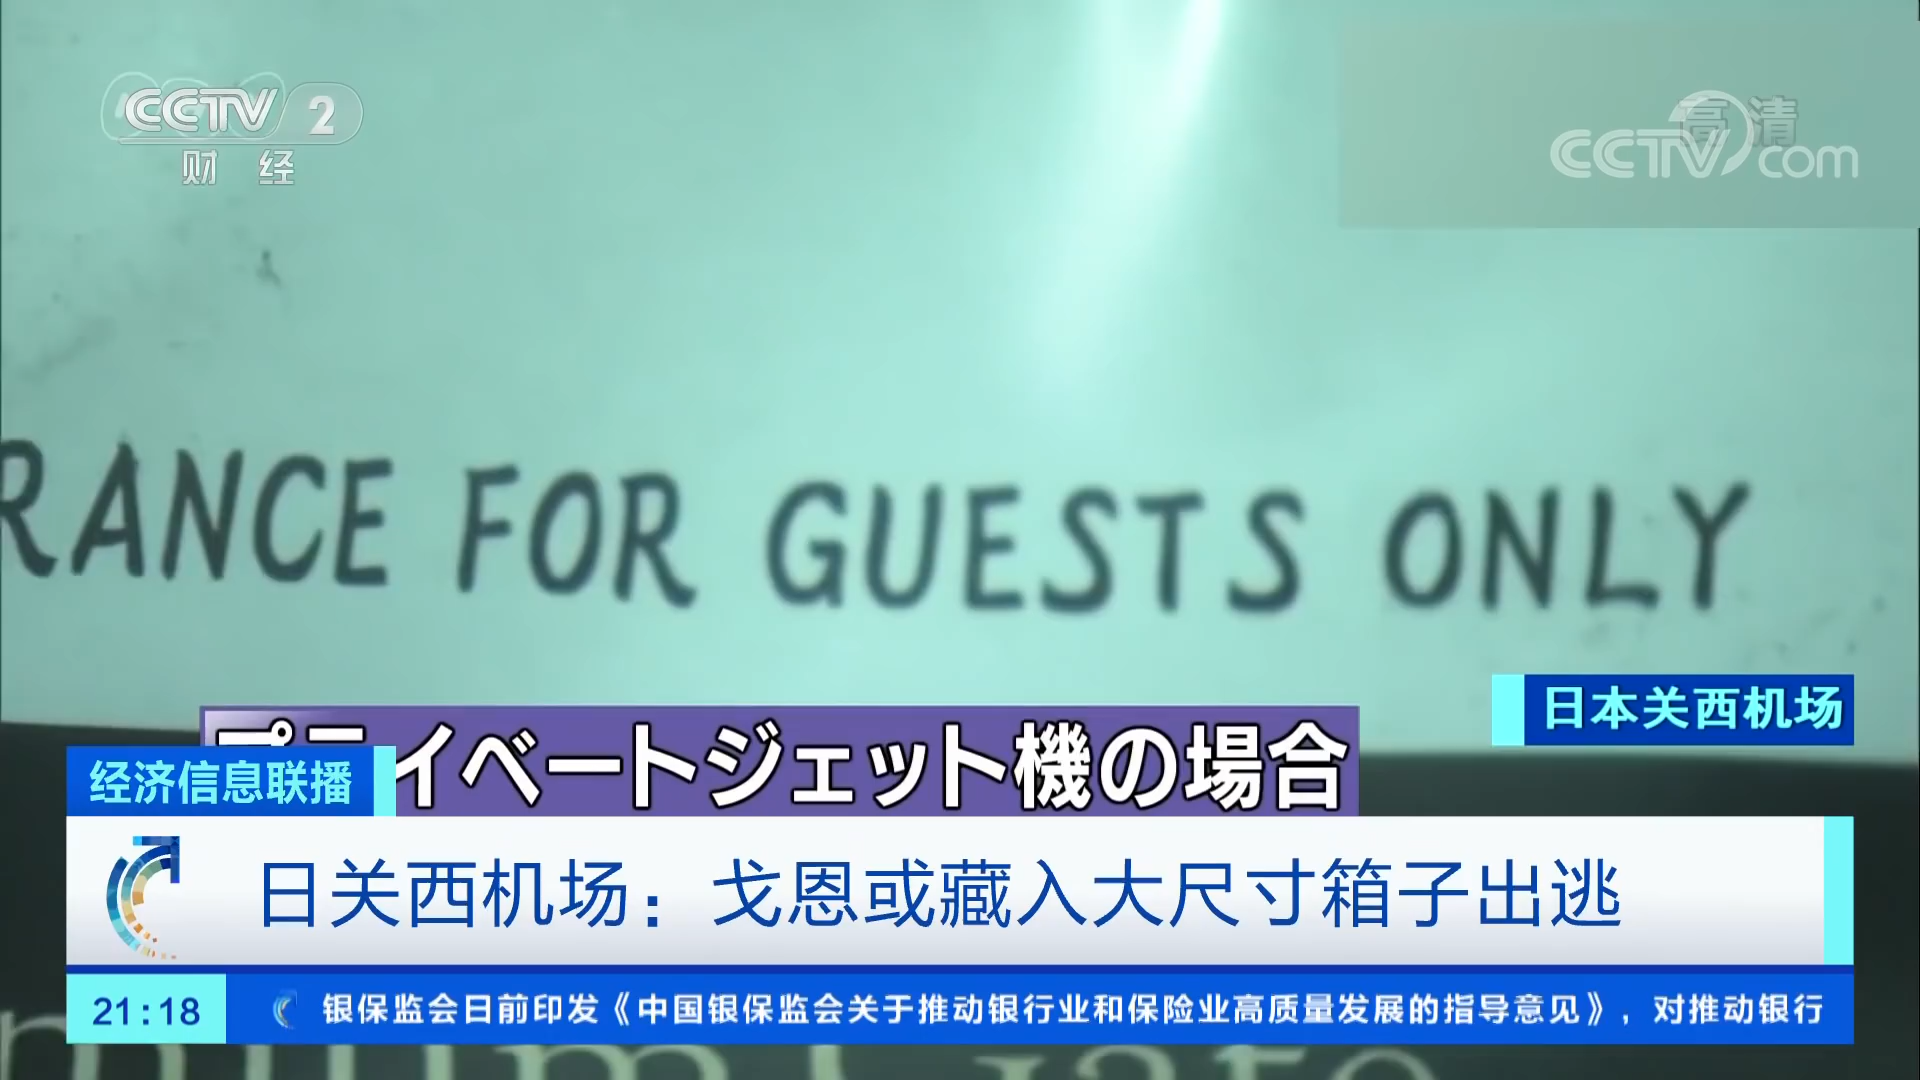 CCTV 2
财 经
高清
CCTV.com
RANCE FOR GUESTS ONLY
日本关西机场
プライベートジェット機の場合
经济信息联播
日关西机场：戈恩或藏入大尺寸箱子出逃
21:18
银保监会日前印发《中国银保监会关于推动银行业和保险业高质量发展的指导意见》，对推动银行